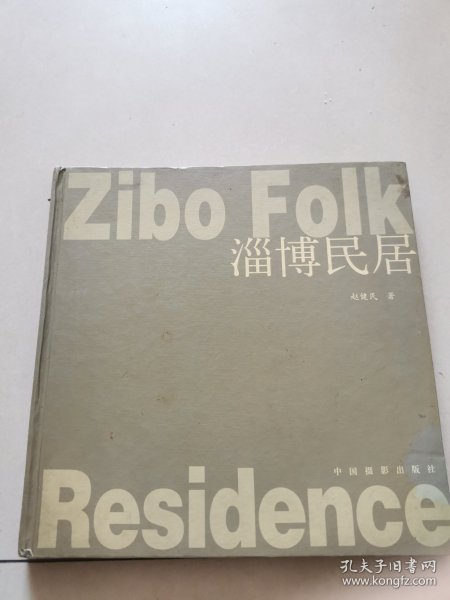 Zibo Folk
淄博民居
赵健民 著
中国摄影出版社
Residence
孔夫子旧书网
www.kongfz.com